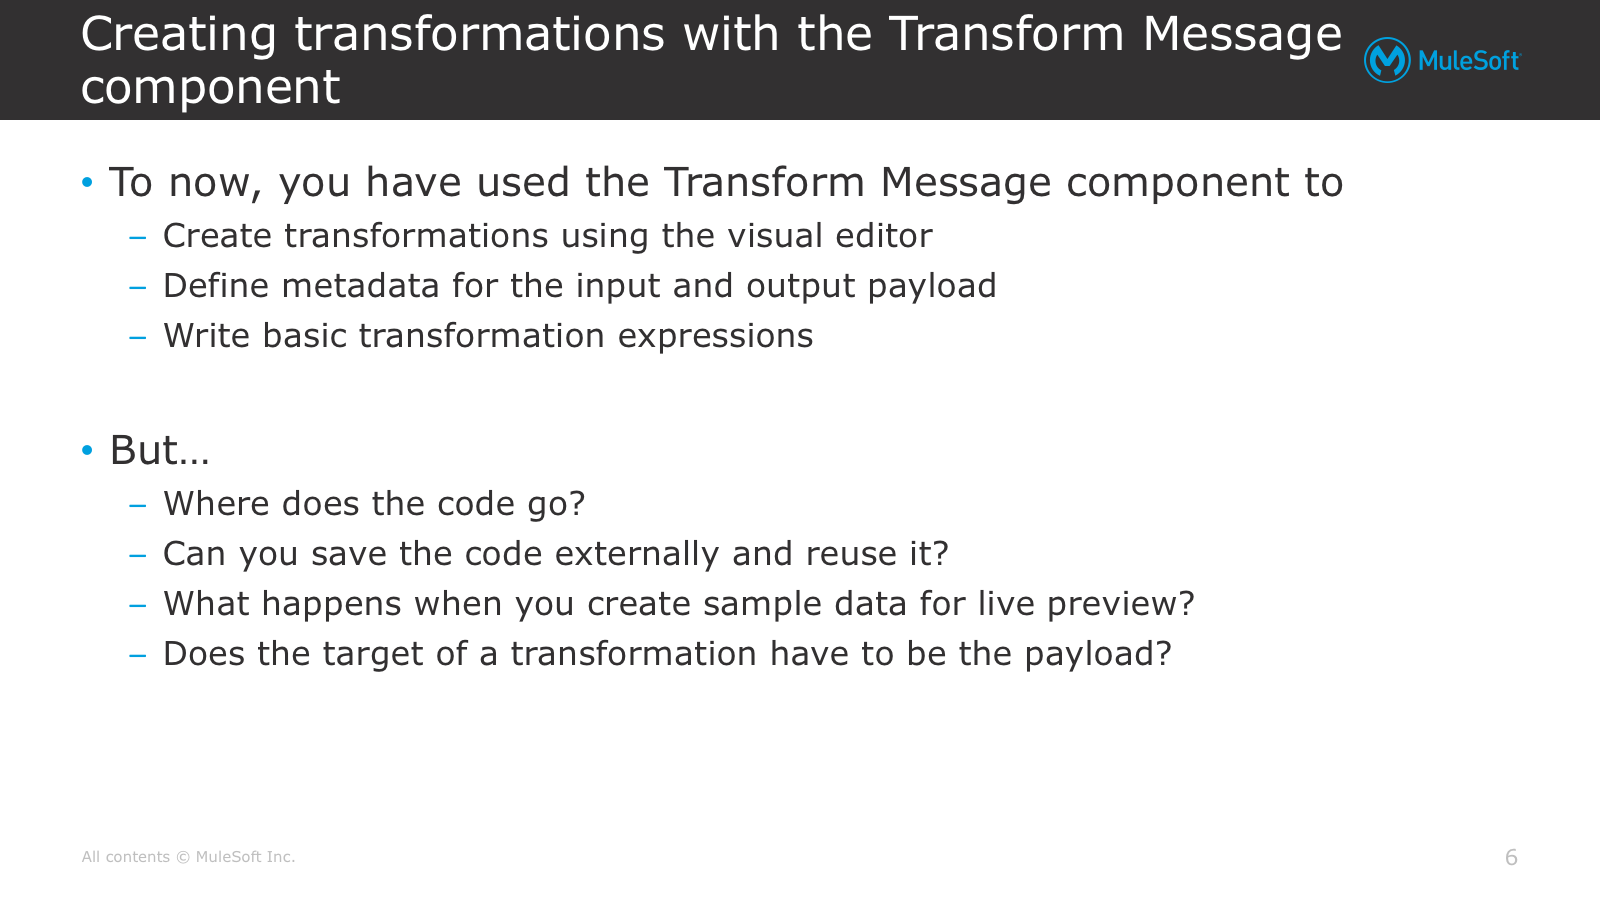 Creating transformations with the Transform Message
component
MuleSoft
• To now, you have used the Transform Message component to
– Create transformations using the visual editor
– Define metadata for the input and output payload
– Write basic transformation expressions
• But…
– Where does the code go?
– Can you save the code externally and reuse it?
– What happens when you create sample data for live preview?
– Does the target of a transformation have to be the payload?
All contents © MuleSoft Inc.
6